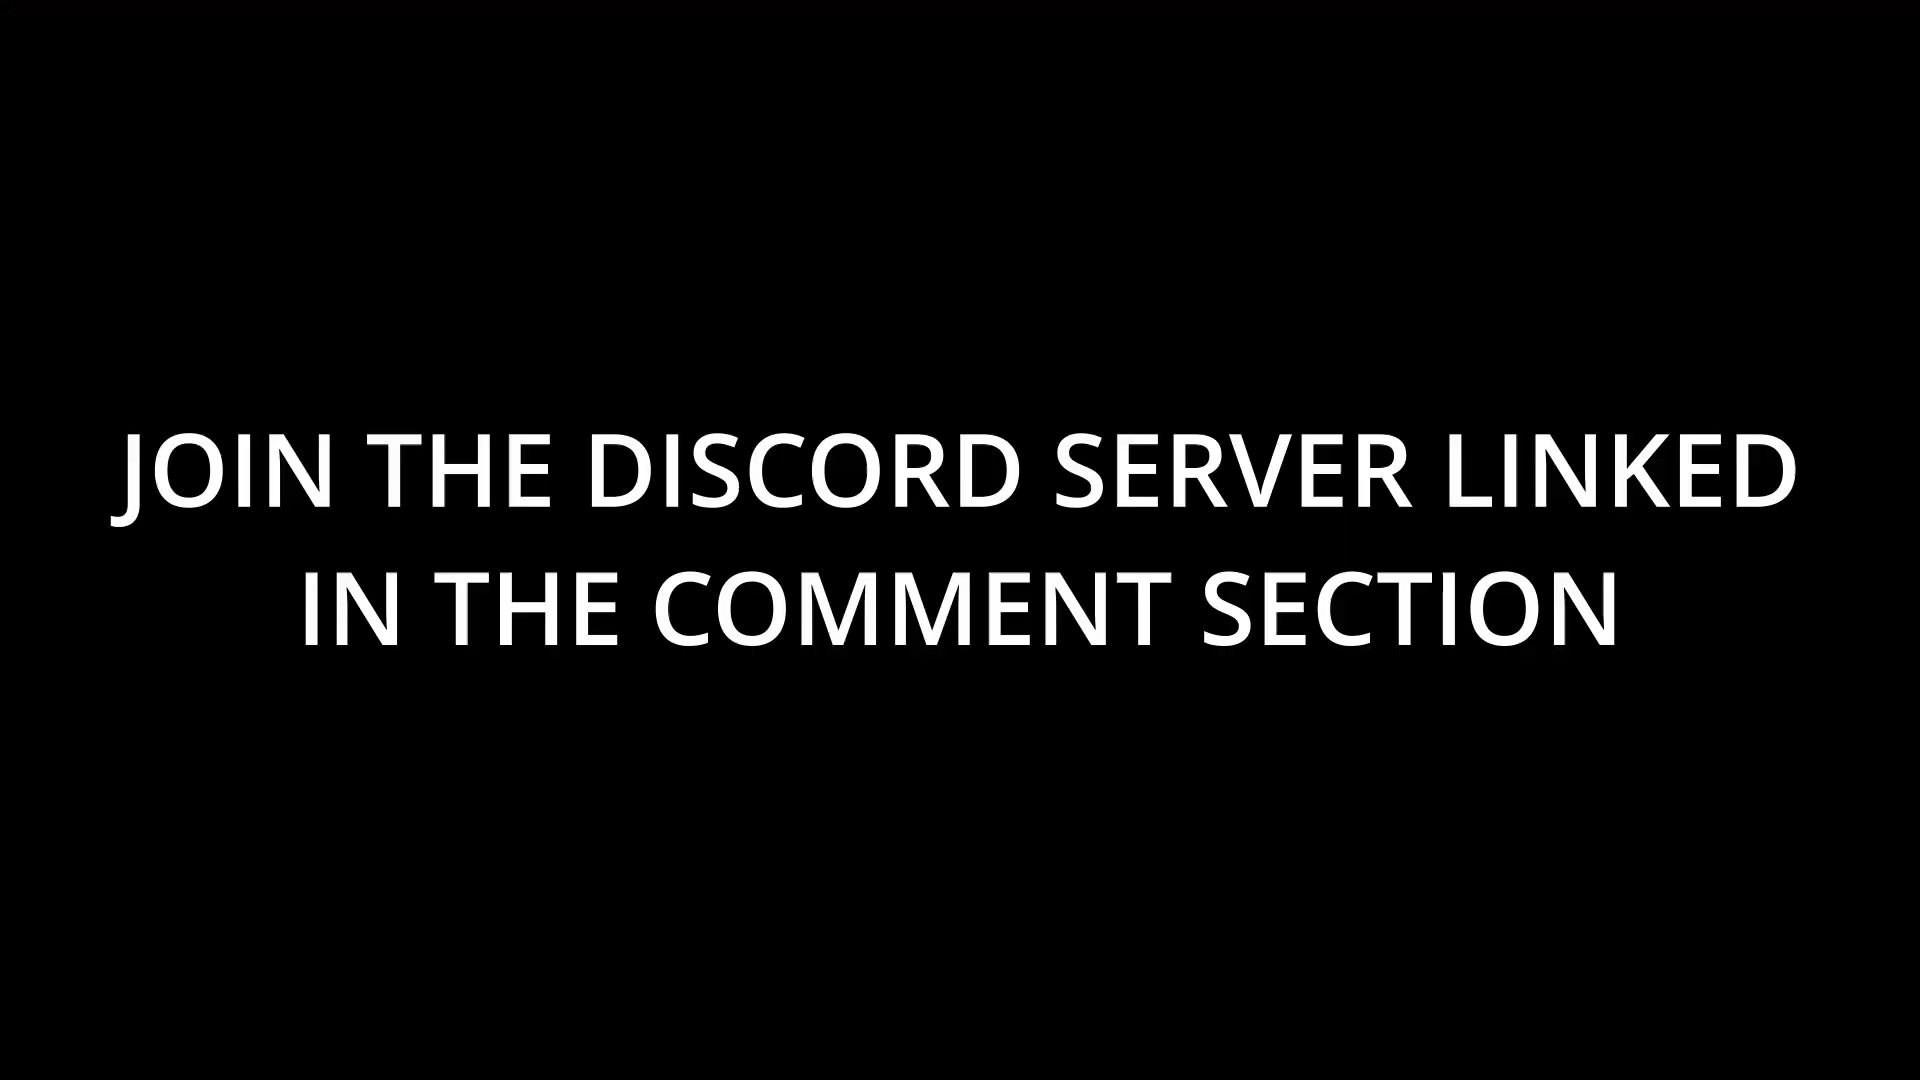 JOIN THE DISCORD SERVER LINKED
IN THE COMMENT SECTION